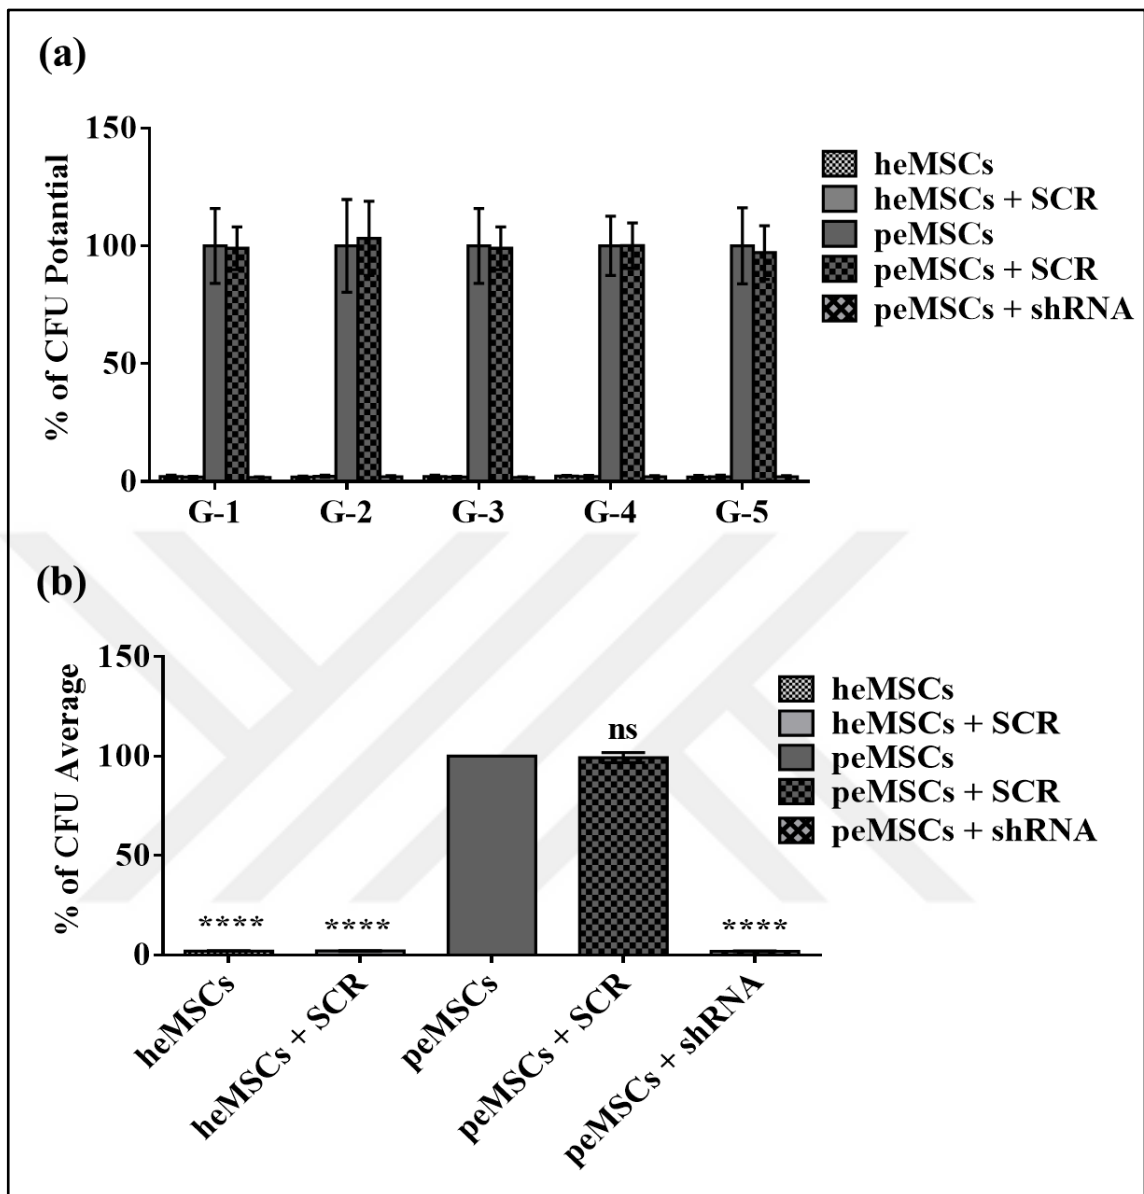 (a)
% of CFU Potantial
150
100
50
0
G-1 G-2 G-3 G-4 G-5
heMSCs
heMSCs + SCR
peMSCs
peMSCs + SCR
peMSCs + shRNA
(b)
% of CFU Average
150
100
50
0
**** **** ns ****
heMSCs
heMSCs + SCR
peMSCs
peMSCs + SCR
peMSCs + shRNA
heMSCs
heMSCs + SCR
peMSCs
peMSCs + SCR
peMSCs + shRNA